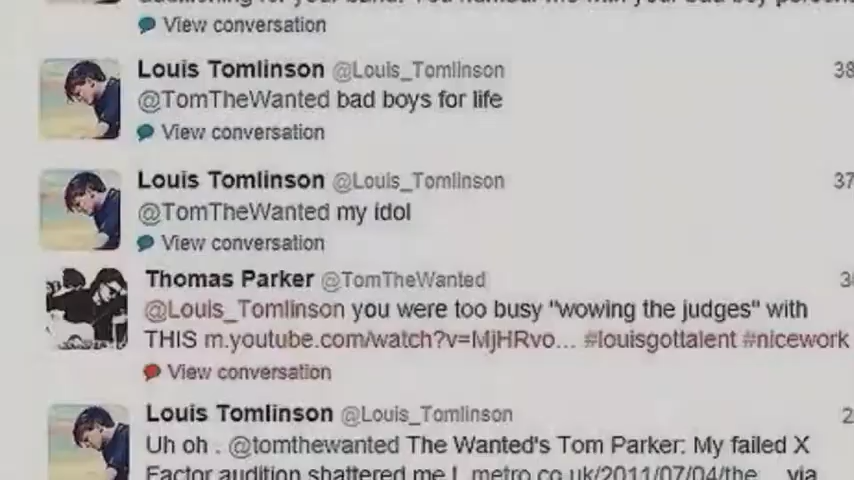 View conversation
Louis Tomlinson @Louis_Tomlinson 38
@TomTheWanted bad boys for life
View conversation
Louis Tomlinson @Louis_Tomlinson 37
@TomTheWanted my idol
View conversation
Thomas Parker @TomTheWanted
@Louis_Tomlinson you were too busy "wowing the judges" with
THIS m.youtube.com/watch?v=MjHRvo... #louisgottalent #nicework
View conversation
Louis Tomlinson @Louis_Tomlinson 2
Uh oh . @tomthewanted The Wanted's Tom Parker: My failed X
Factor audition shattered me | metro.co.uk/2011/07/04/the... via